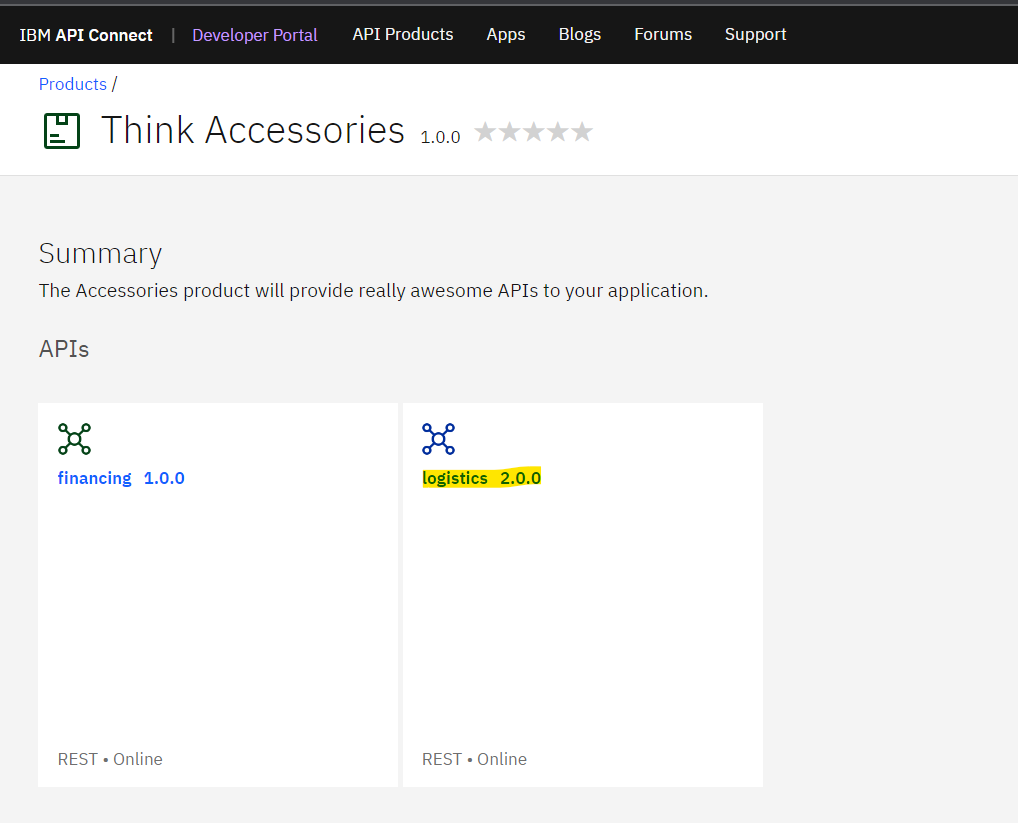 IBM API Connect | Developer Portal API Products Apps Blogs Forums Support
Products /
Think Accessories 1.0.0
Summary
The Accessories product will provide really awesome APIs to your application.
APIs
financing 1.0.0
logistics 2.0.0
REST • Online
REST • Online